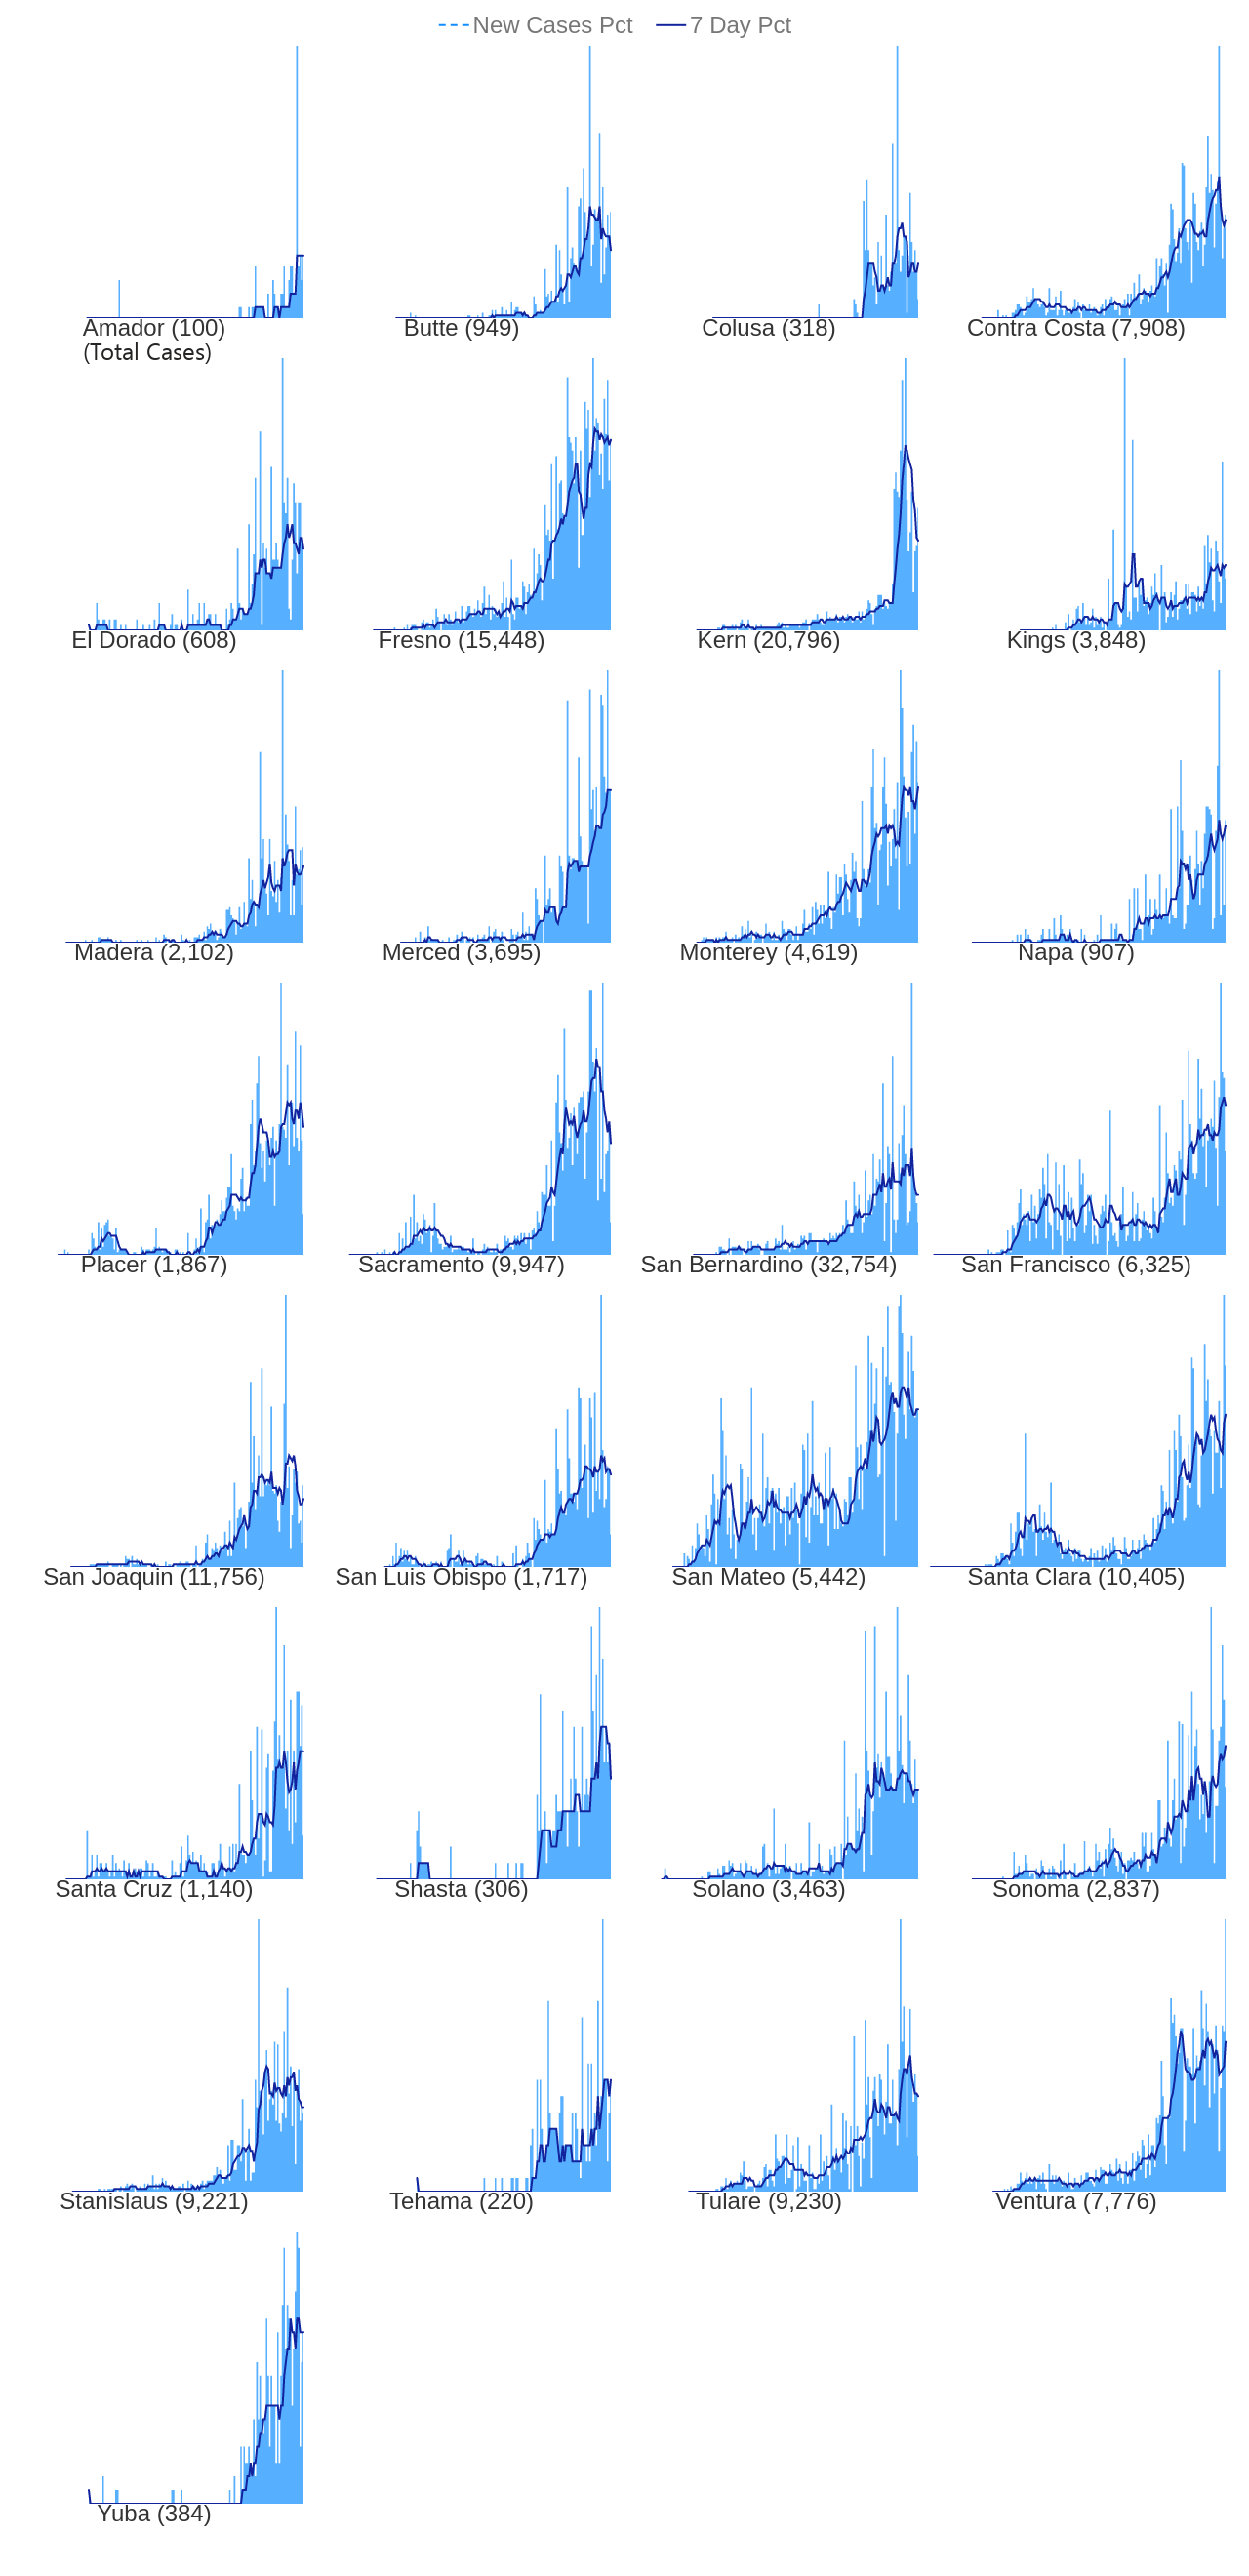 New Cases Pct 7 Day Pct
Amador (100) Butte (949) Colusa (318) Contra Costa (7,908)
(Total Cases)
El Dorado (608) Fresno (15,448) Kern (20,796) Kings (3,848)
Madera (2,102) Merced (3,695) Monterey (4,619) Napa (907)
Placer (1,867) Sacramento (9,947) San Bernardino (32,754) San Francisco (6,325)
San Joaquin (11,756) San Luis Obispo (1,717) San Mateo (5,442) Santa Clara (10,405)
Santa Cruz (1,140) Shasta (306) Solano (3,463) Sonoma (2,837)
Stanislaus (9,221) Tehama (220) Tulare (9,230) Ventura (7,776)
Yuba (384)